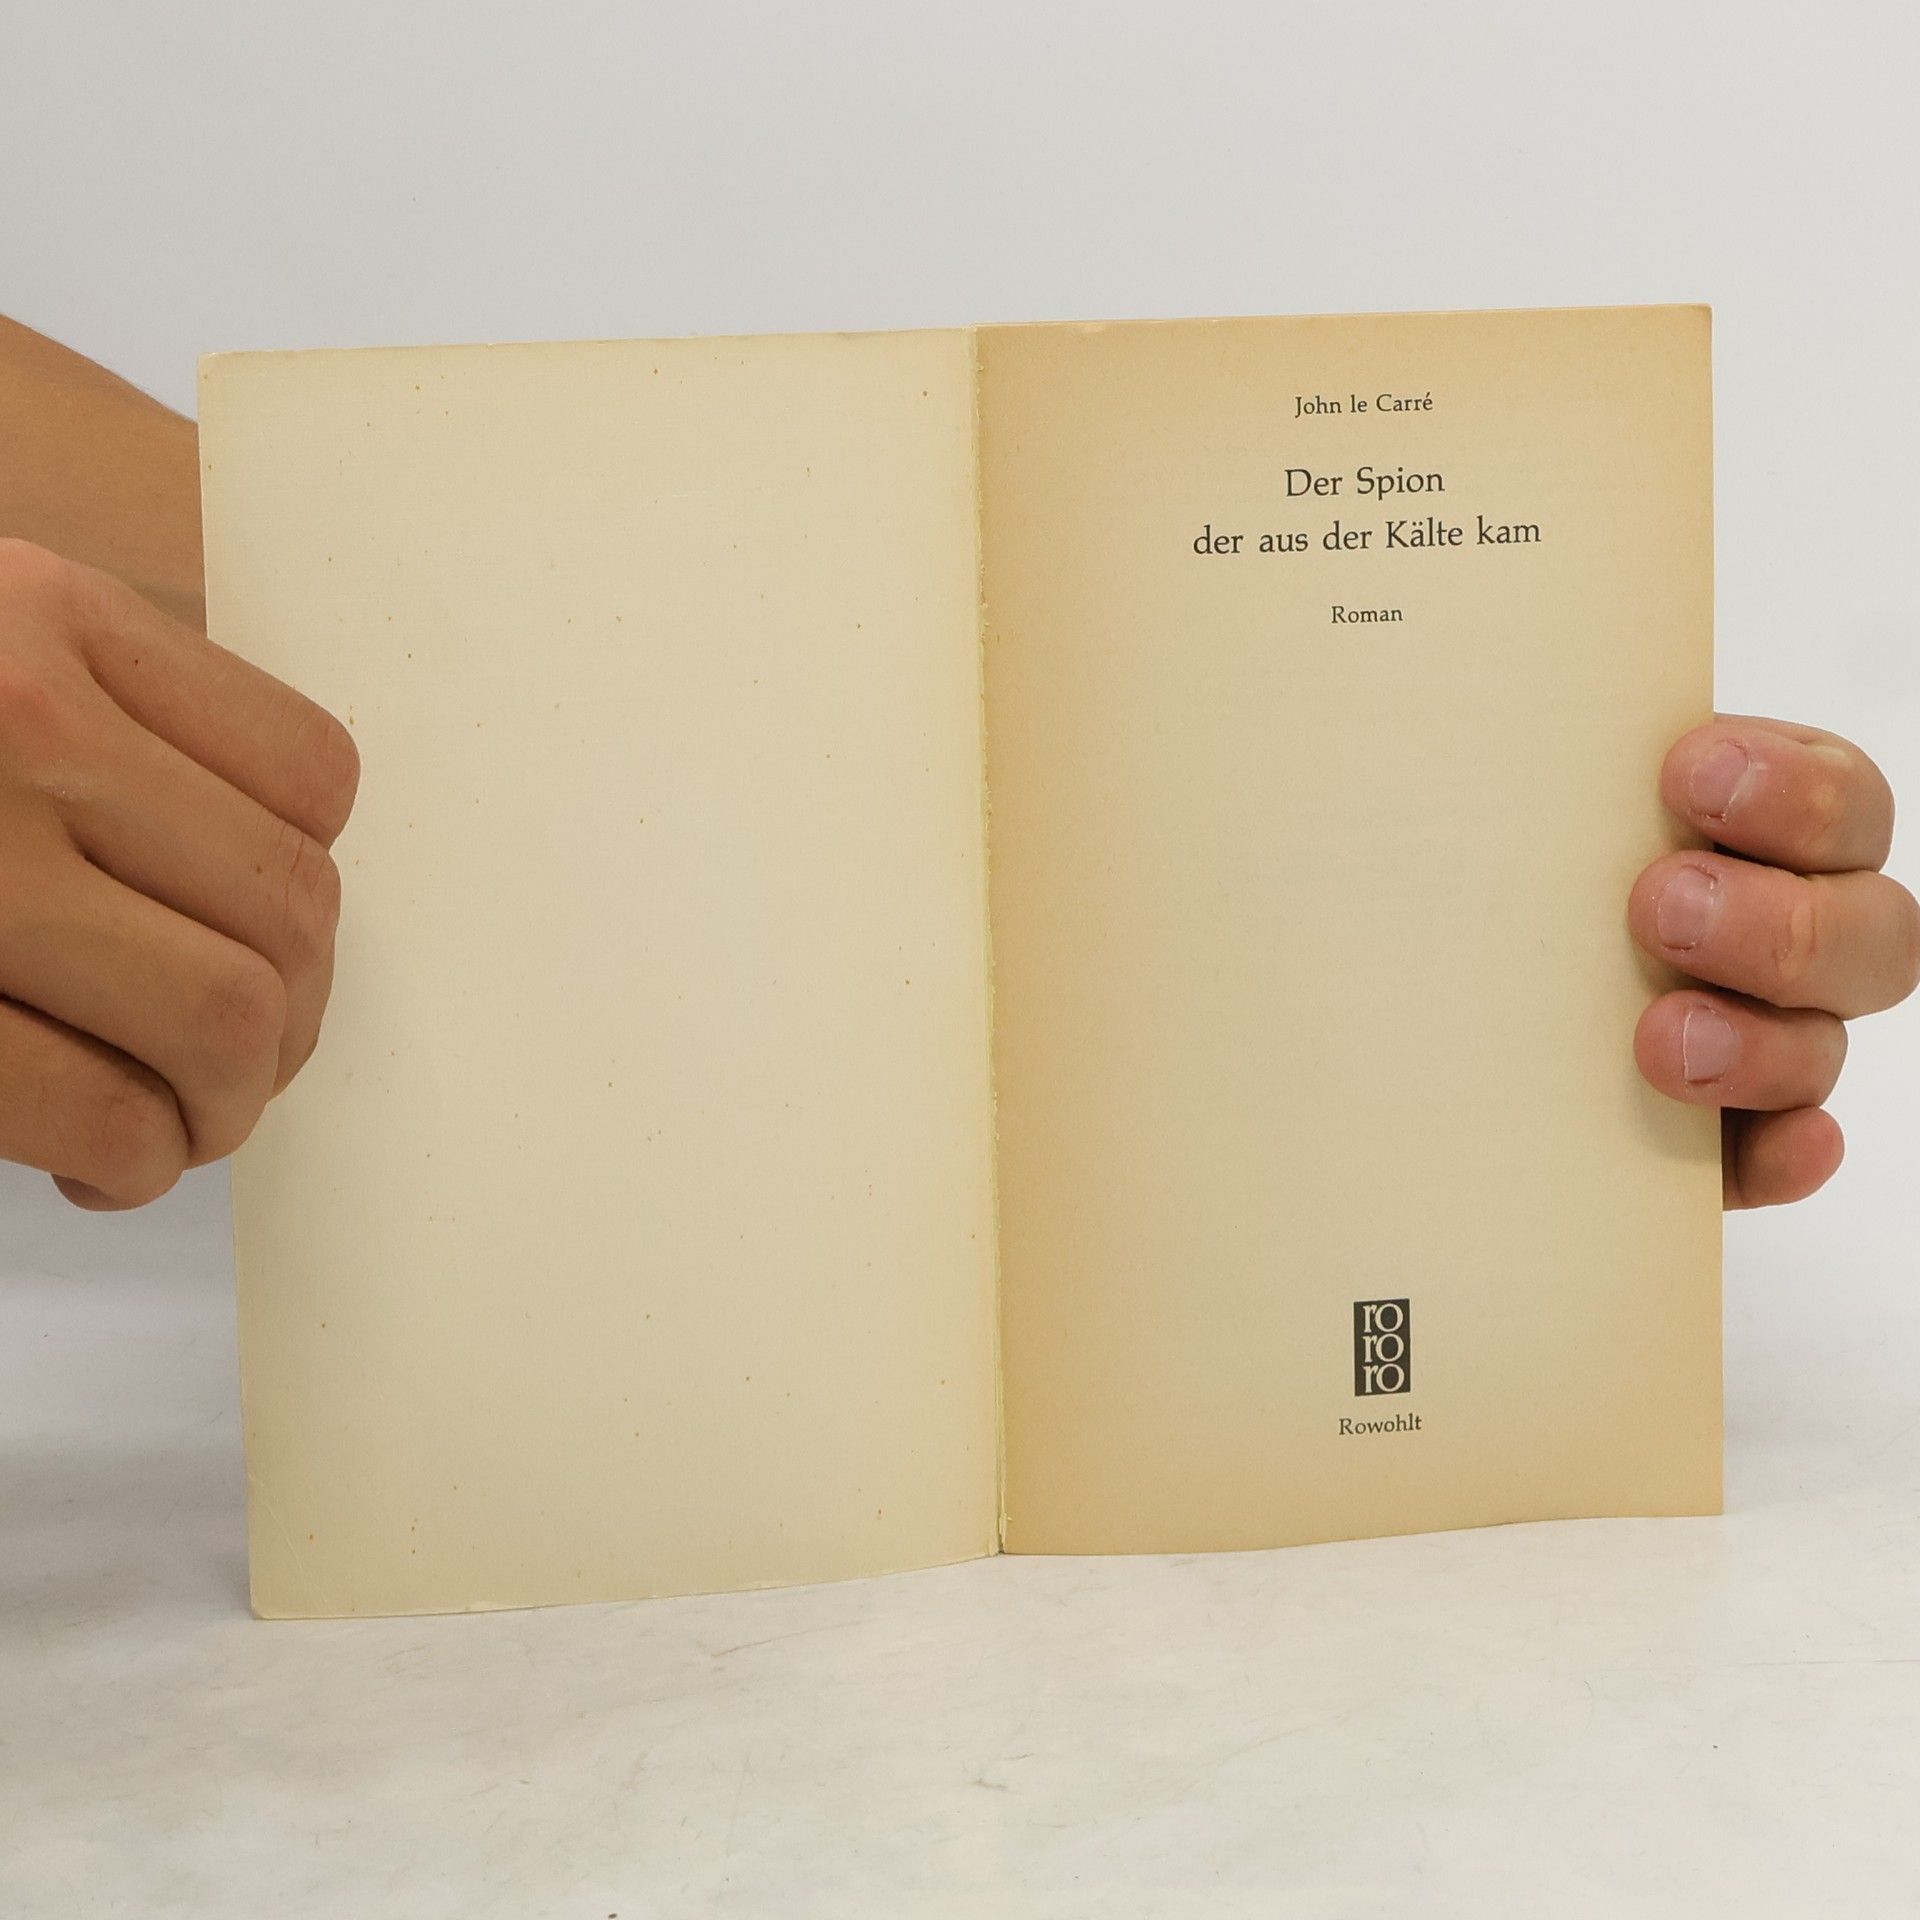 John le Carré
Der Spion
der aus der Kälte kam
Roman
ro
ro
ro
Rowohlt